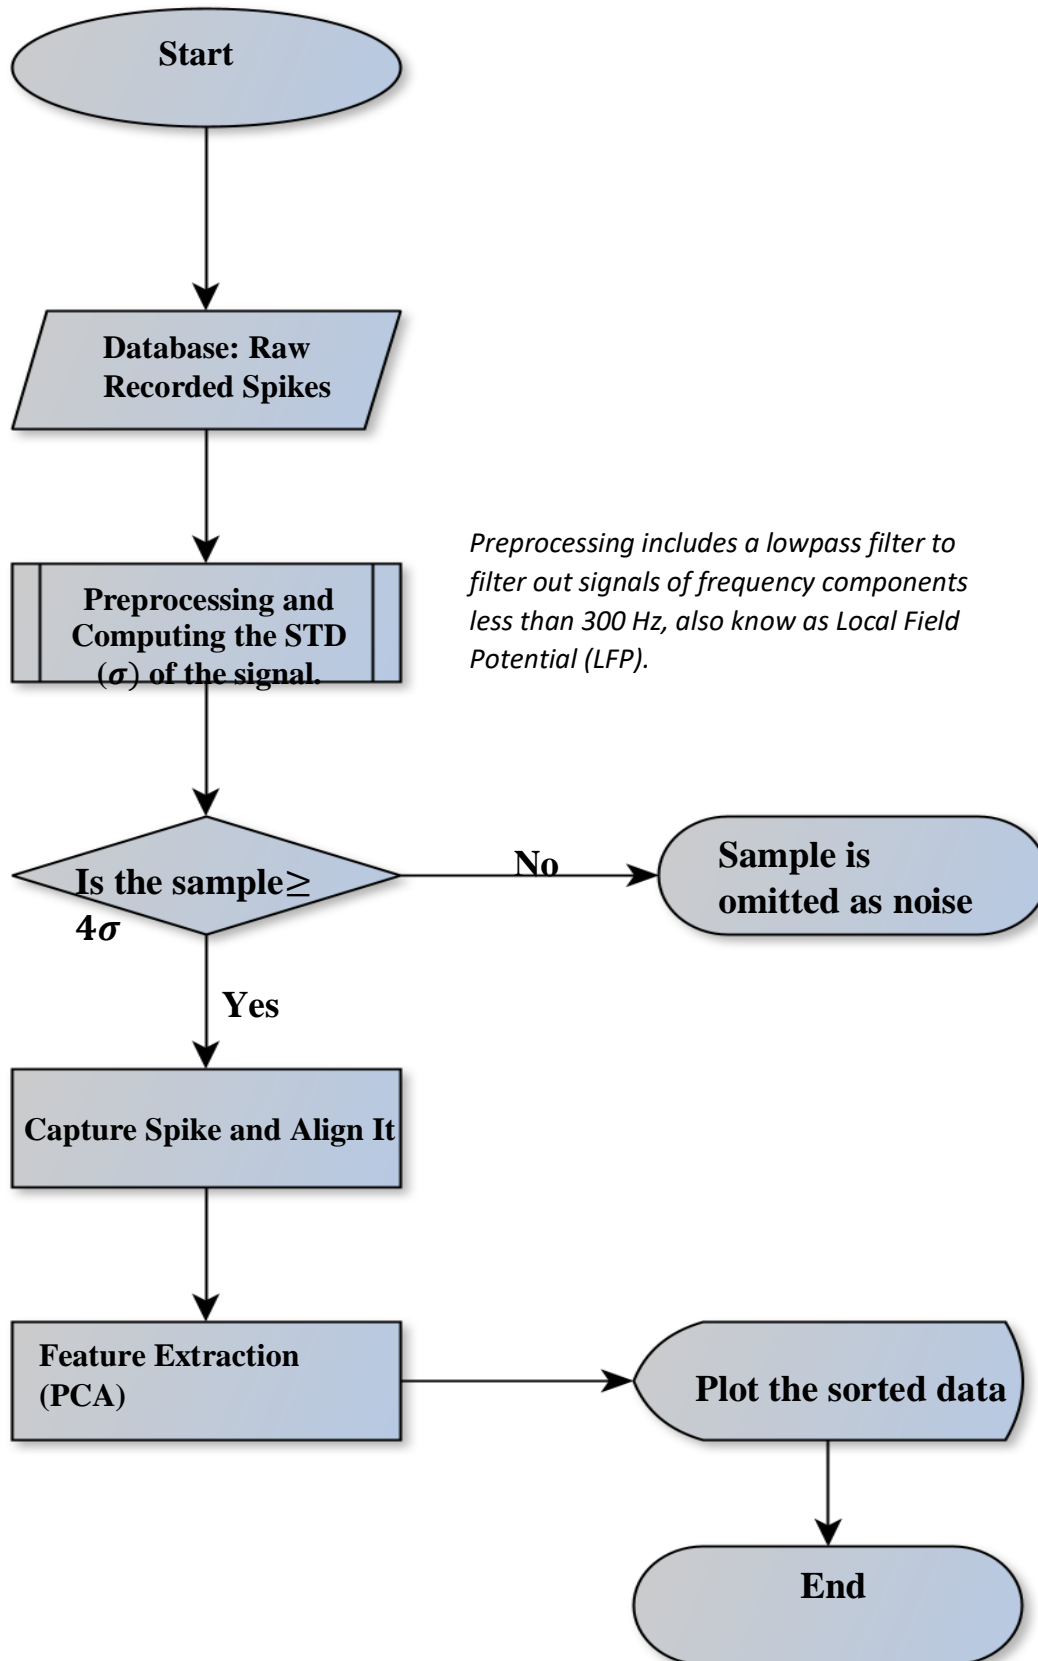 Start
Database: Raw
Recorded Spikes
Preprocessing and
Computing the STD
(σ) of the signal.
Preprocessing includes a lowpass filter to
filter out signals of frequency components
less than 300 Hz, also know as Local Field
Potential (LFP).
Is the sample≥
4σ
No
Sample is
omitted as noise
Yes
Capture Spike and Align It
Feature Extraction
(PCA)
Plot the sorted data
End